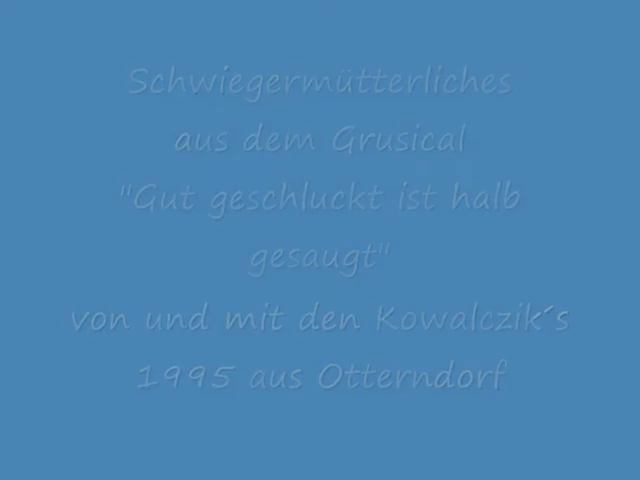 Schwiegermütterliches
aus dem Grusical
"Gut geschluckt ist halb
gesaugt"
von und mit den Kowalczik´s
1995 aus Otterndorf